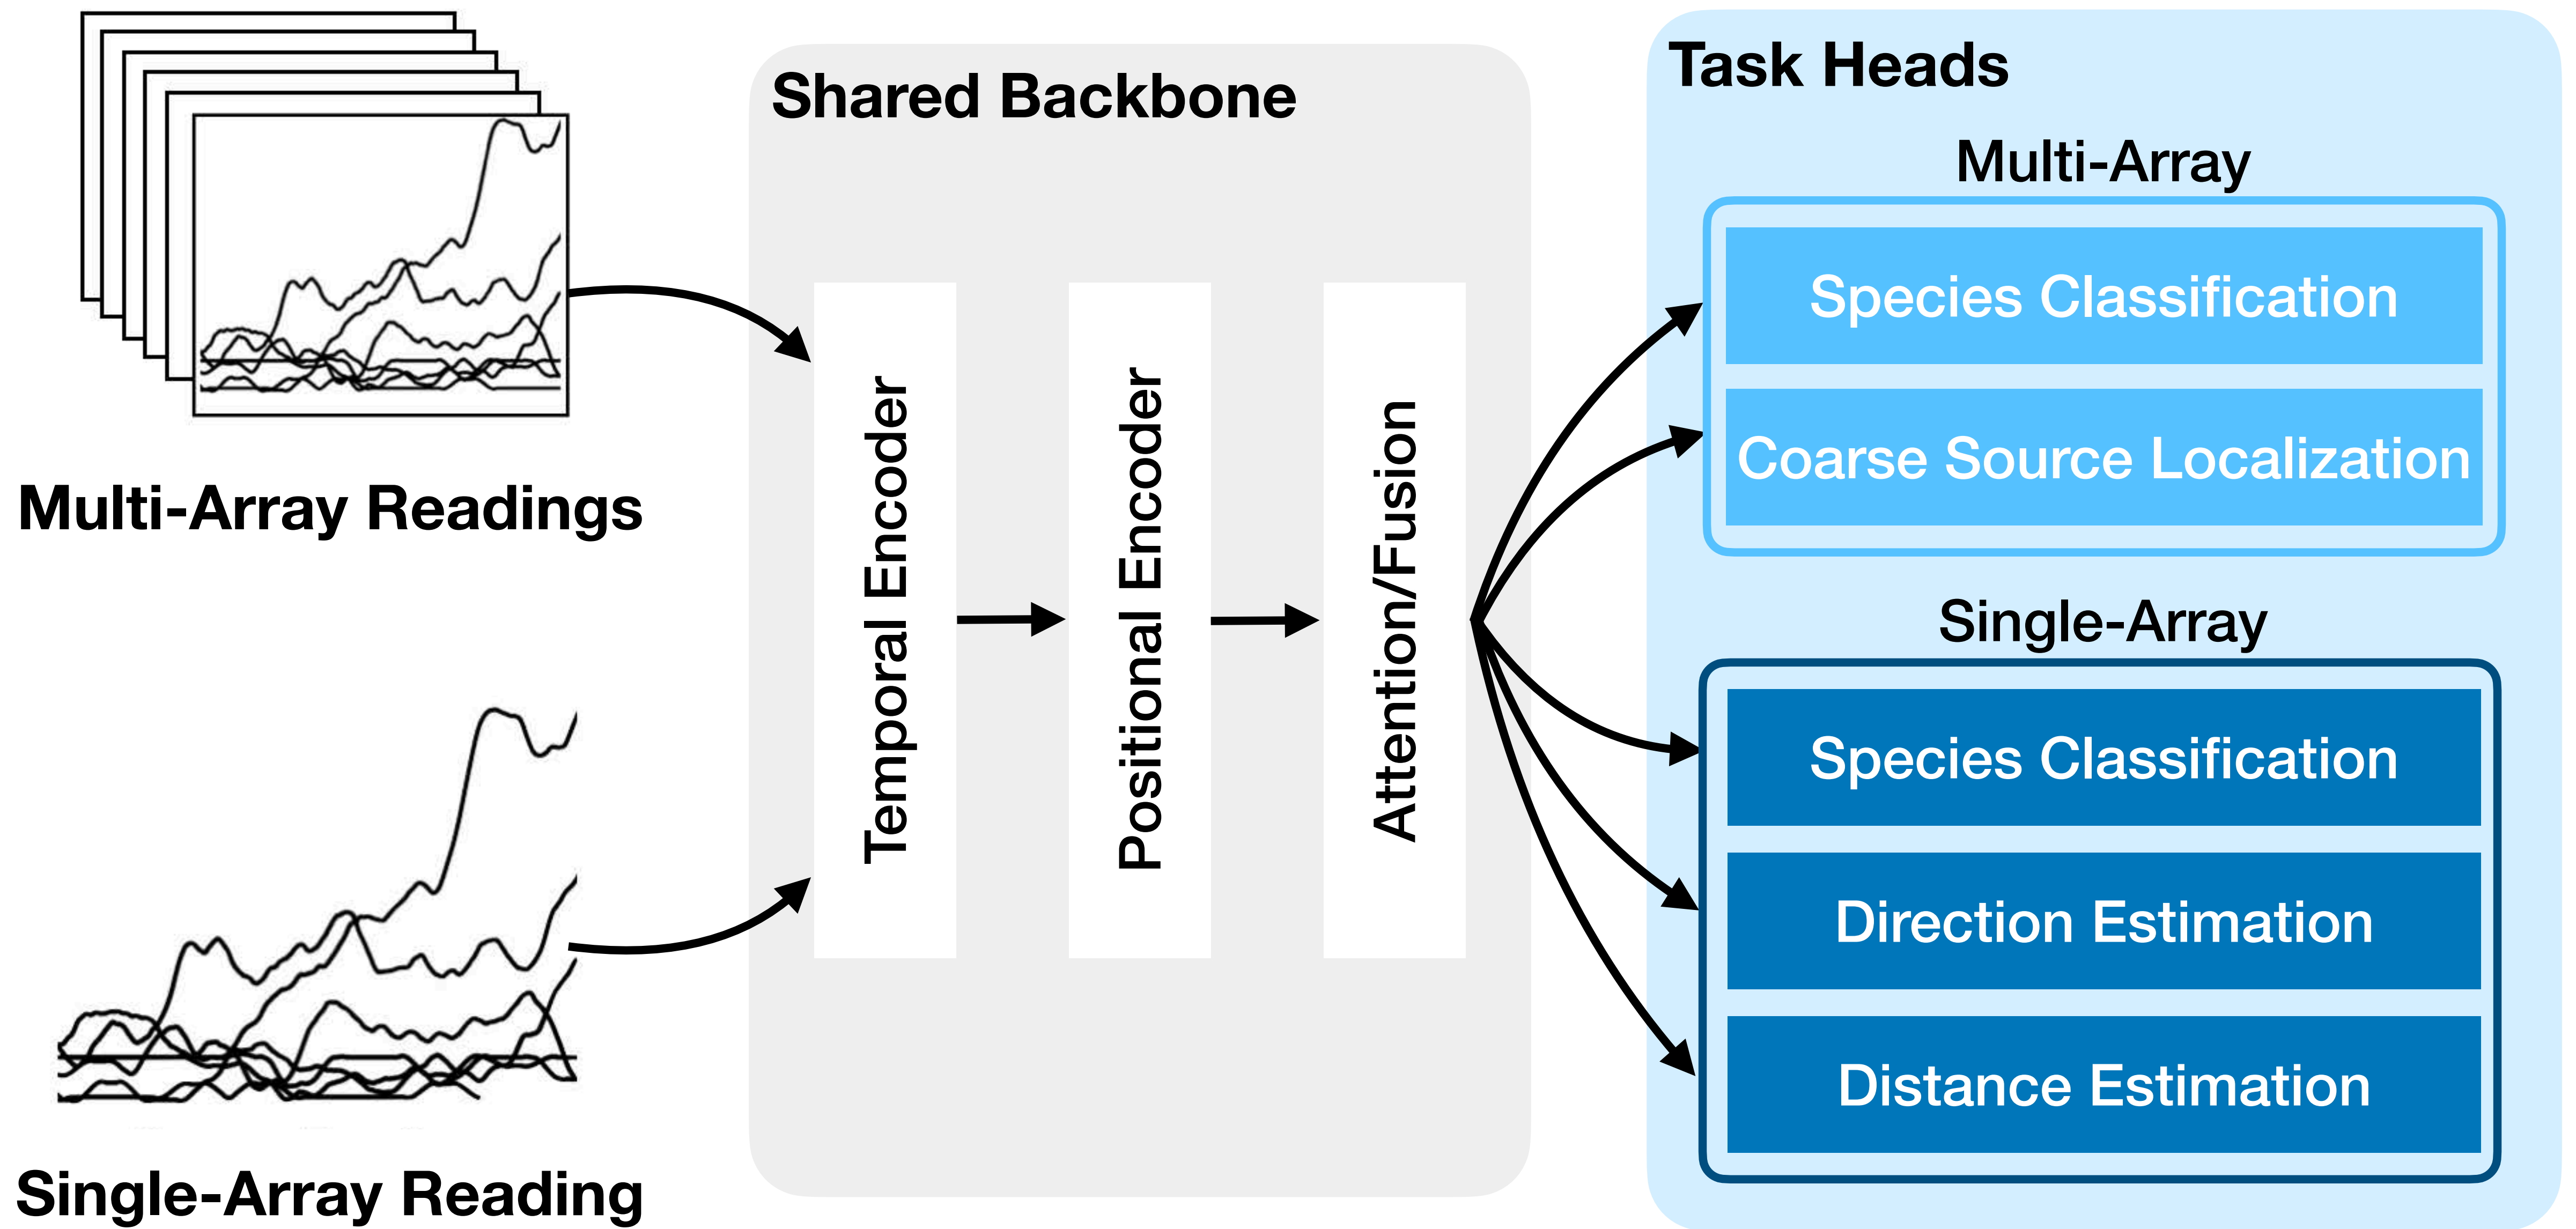 Multi-Array Readings
Single-Array Reading
Shared Backbone
Temporal Encoder
Positional Encoder
Attention/Fusion
Task Heads
Multi-Array
Species Classification
Coarse Source Localization
Single-Array
Species Classification
Direction Estimation
Distance Estimation